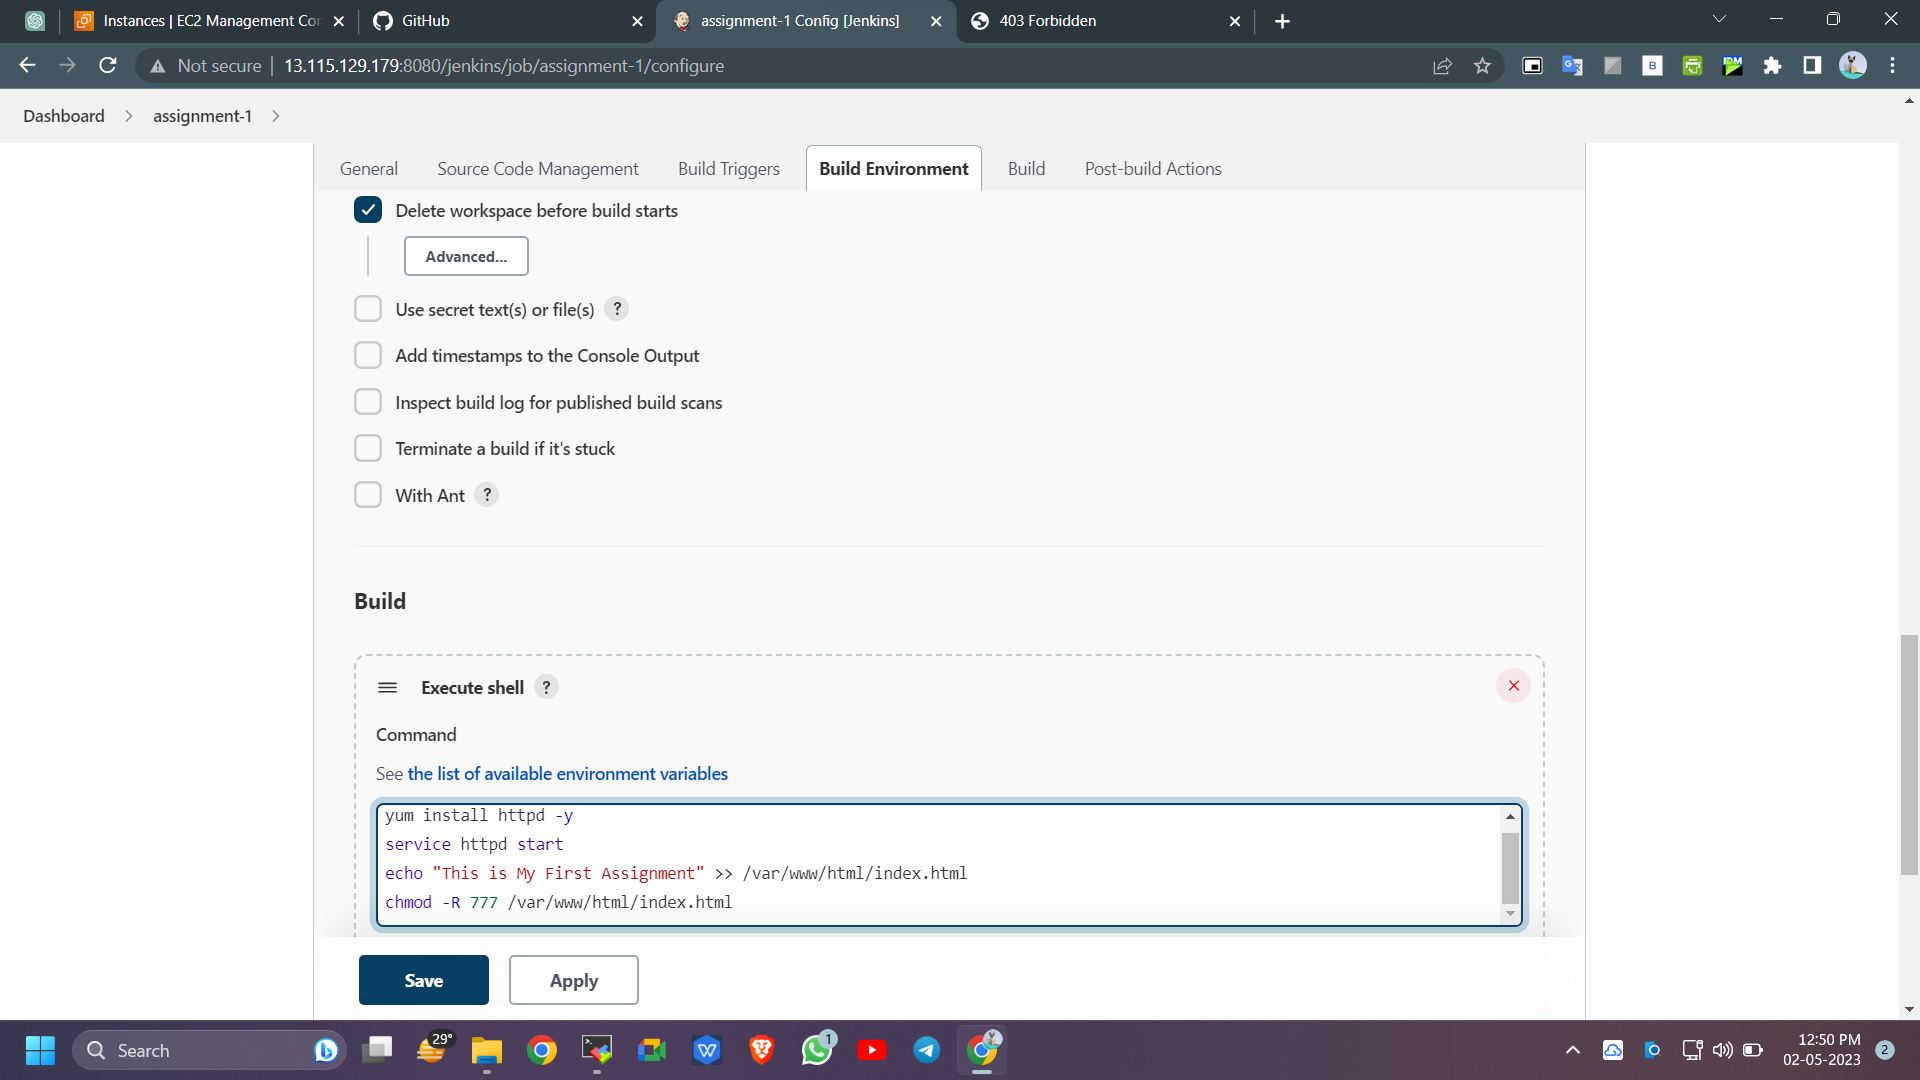 Instances | EC2 Management Con
GitHub
assignment-1 Config [Jenkins]
403 Forbidden
Not secure
13.115.129.179:8080/jenkins/job/assignment-1/configure
Dashboard
assignment-1
General
Source Code Management
Build Triggers
Build Environment
Build
Post-build Actions
Delete workspace before build starts
Advanced...
Use secret text(s) or file(s) ?
Add timestamps to the Console Output
Inspect build log for published build scans
Terminate a build if it's stuck
With Ant ?
Build
Execute shell ?
Command
See the list of available environment variables
yum install httpd -y
service httpd start
echo "This is My First Assignment" >> /var/www/html/index.html
chmod -R 777 /var/www/html/index.html
Save
Apply
Search
29°
1
12:50 PM
02-05-2023
2